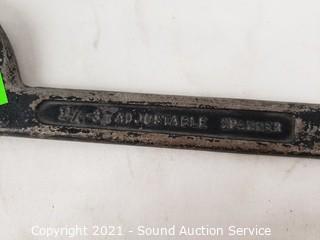 ADJUSTABLE SPANNER
Copyright 2021 - Sound Auction Service